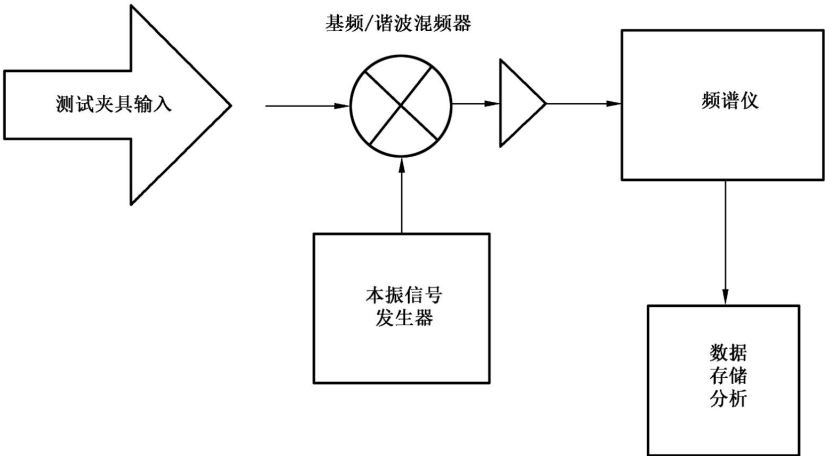 基频/谐波混频器
测试夹具输入
频谱仪
本振信号
发生器
数据
存储
分析